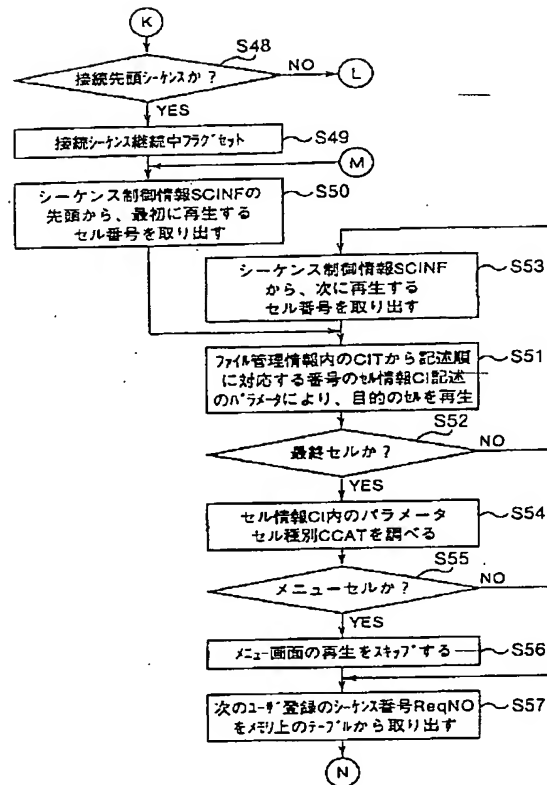 K
S48
接続先頭シーケンスか？
NO
L
YES
接続シーケンス継続中フラグセット
S49
M
シーケンス制御情報SCINFの
先頭から、最初に再生する
セル番号を取り出す
S50
シーケンス制御情報SCINF
から、次に再生する
セル番号を取り出す
S53
ファイル管理情報内のCITから記述順
に対応する番号のセル情報CI記述
のパラメータにより、目的のセルを再生
S51
S52
最終セルか？
NO
YES
セル情報CI内のパラメータ
セル種別CCATを調べる
S54
S55
メニューセルか？
NO
YES
メニュー画面の再生をスキップする
S56
次のユーザ登録のシーケンス番号ReqNO
をメモリ上のテーブルから取り出す
S57
N